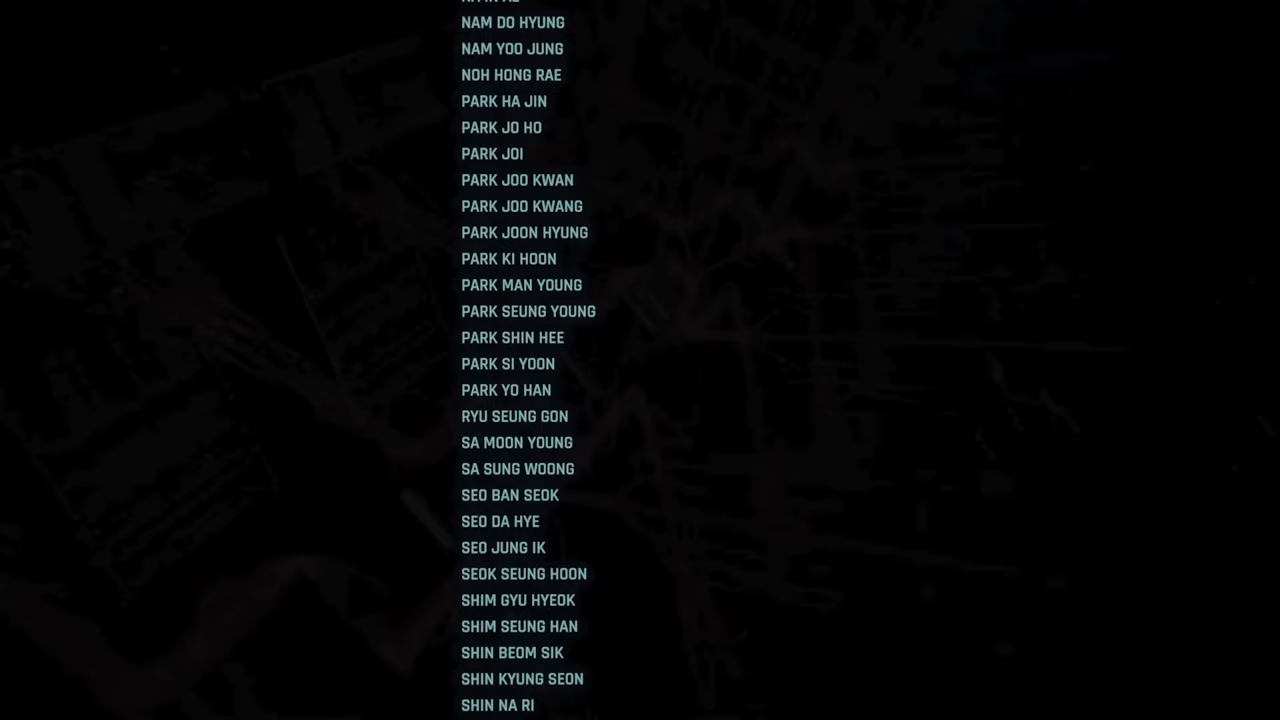 NAM DO HYUNG
NAM YOO JUNG
NOH HONG RAE
PARK HA JIN
PARK JO HO
PARK JOI
PARK JOO KWAN
PARK JOO KWANG
PARK JOON HYUNG
PARK KI HOON
PARK MAN YOUNG
PARK SEUNG YOUNG
PARK SHIN HEE
PARK SI YOON
PARK YO HAN
RYU SEUNG GON
SA MOON YOUNG
SA SUNG WOONG
SEO BAN SEOK
SEO DA HYE
SEO JUNG IK
SEOK SEUNG HOON
SHIM GYU HYEOK
SHIM SEUNG HAN
SHIN BEOM SIK
SHIN KYUNG SEON
SHIN NA RI